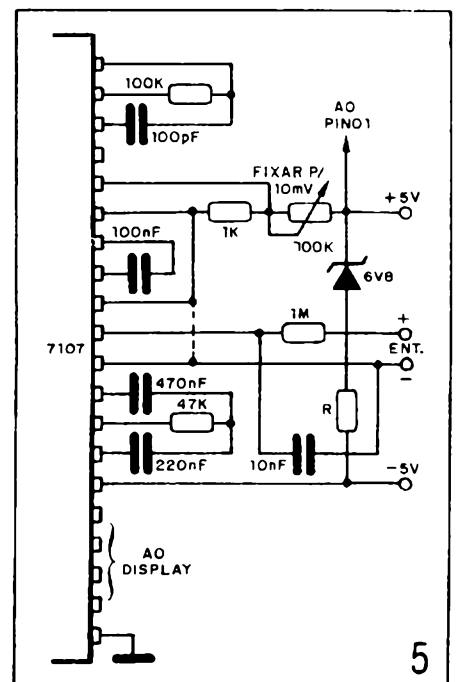 100K
100pF
AO
PINO1
FIXAR P/
10mV
+5V
1K
100K
100nF
6V8
1M
+
ENT.
-
7107
470nF
47K
R
220nF
10nF
-5V
AO
DISPLAY
5